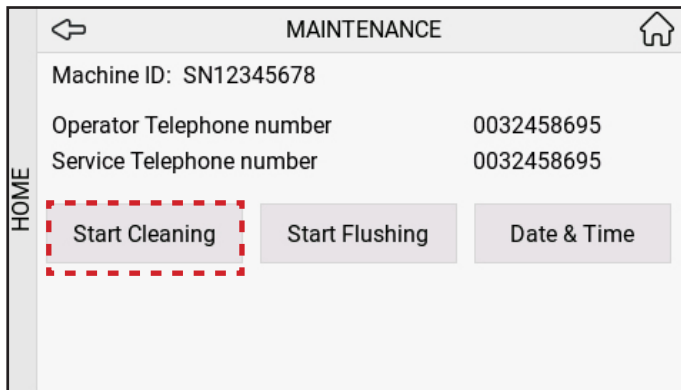 MAINTENANCE
Machine ID: SN12345678
Operator Telephone number 0032458695
Service Telephone number 0032458695
HOME
Start Cleaning Start Flushing Date & Time